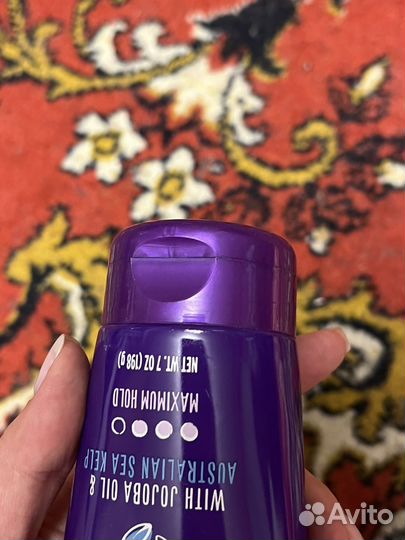 WITH JOJOBA OIL &
AUSTRALIAN SEA KELP
MAXIMUM HOLD
NET WT. 7 OZ (198 g)
Avito